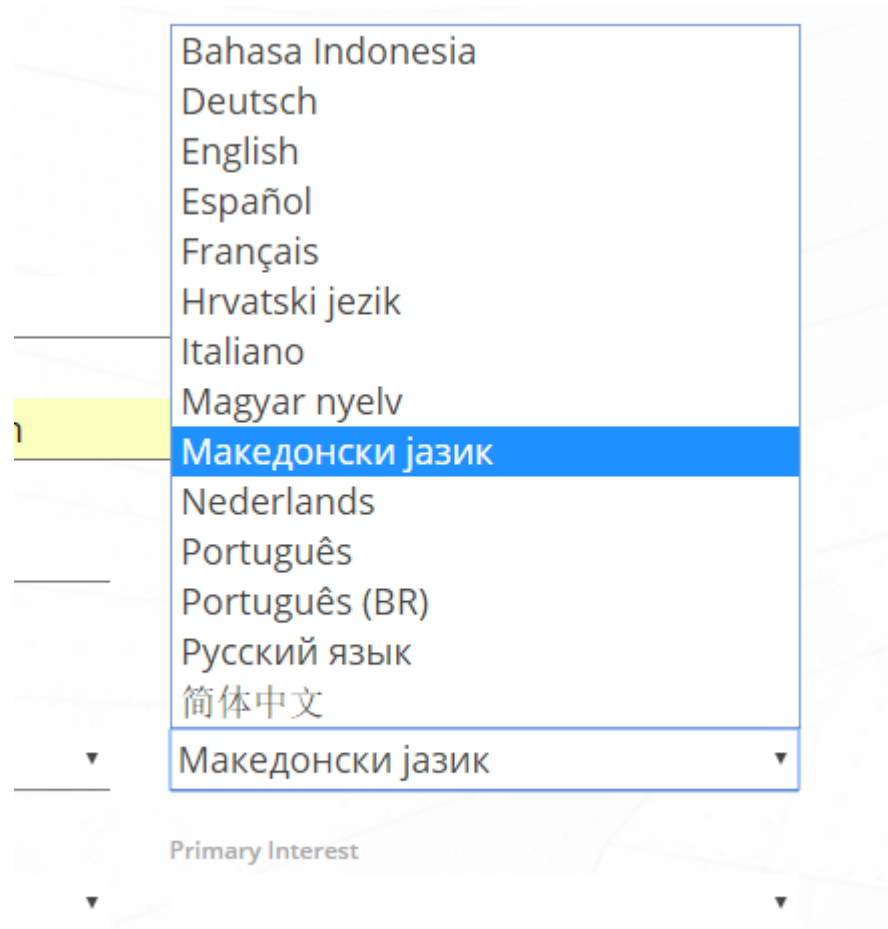 Bahasa Indonesia
Deutsch
English
Español
Français
Hrvatski jezik
Italiano
Magyar nyelv
Македонски јазик
Nederlands
Português
Português (BR)
Русский язык
简体中文
Македонски јазик
Primary Interest